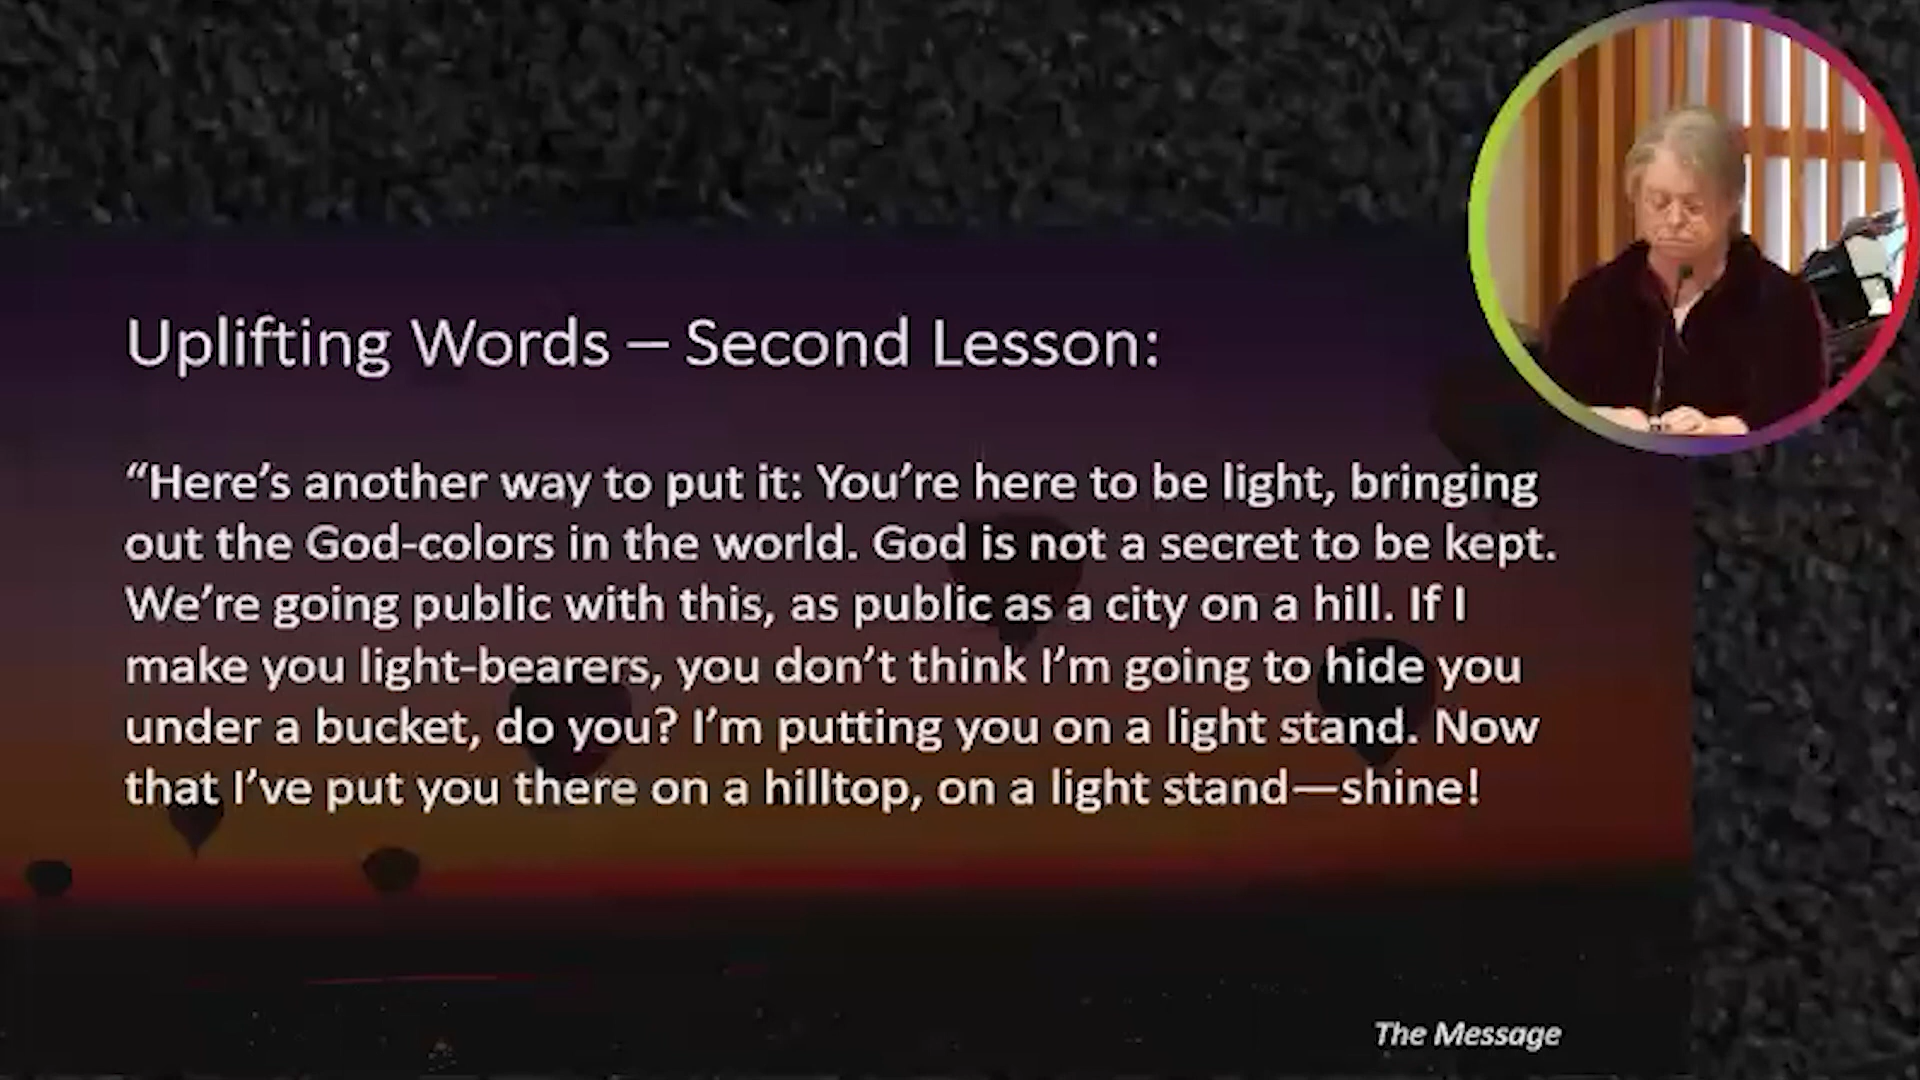 Uplifting Words – Second Lesson:
“Here’s another way to put it: You’re here to be light, bringing
out the God-colors in the world. God is not a secret to be kept.
We’re going public with this, as public as a city on a hill. If I
make you light-bearers, you don’t think I’m going to hide you
under a bucket, do you? I’m putting you on a light stand. Now
that I’ve put you there on a hilltop, on a light stand—shine!
The Message